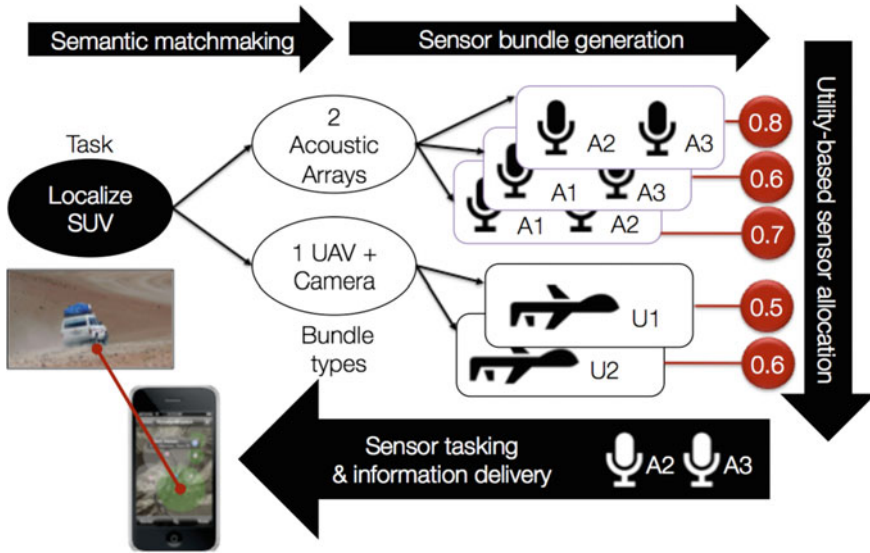 Semantic matchmaking
Sensor bundle generation
Utility-based sensor allocation
Task
Localize
SUV
2
Acoustic
Arrays
1 UAV +
Camera
Bundle
types
A2 A3
0.8
A1 A3
0.6
A1 A2
0.7
U1
0.5
U2
0.6
Sensor tasking
& information delivery
A2 A3